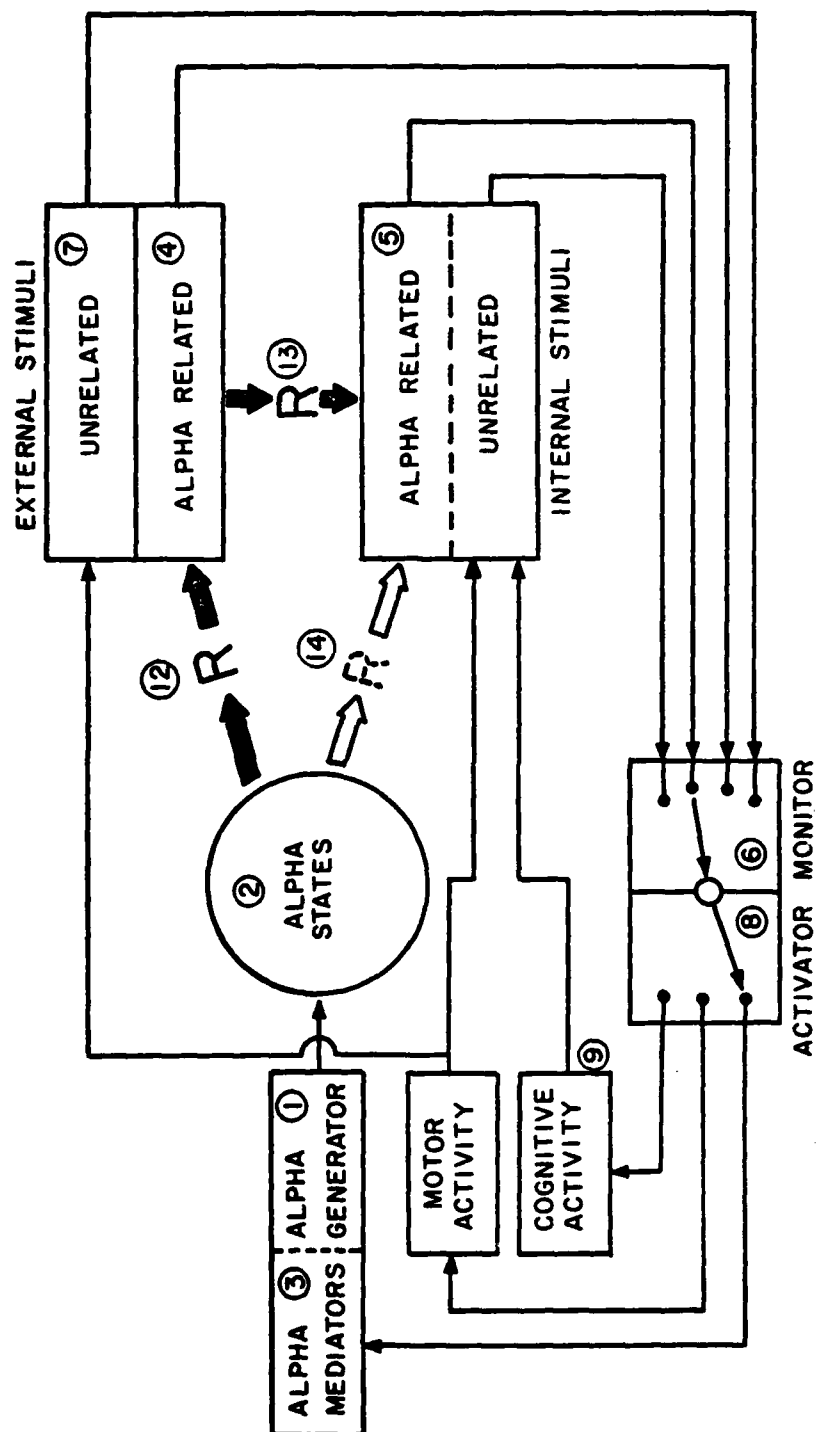 EXTERNAL STIMULI
UNRELATED ⑦
ALPHA RELATED ④
⑫
R
R ⑬
⑭
R
② 
ALPHA
STATES
ALPHA RELATED ⑤
UNRELATED
INTERNAL STIMULI
ALPHA ③ ALPHA ①
MEDIATORS GENERATOR
MOTOR
ACTIVITY
COGNITIVE
ACTIVITY
⑨
⑧ ⑥
ACTIVATOR MONITOR